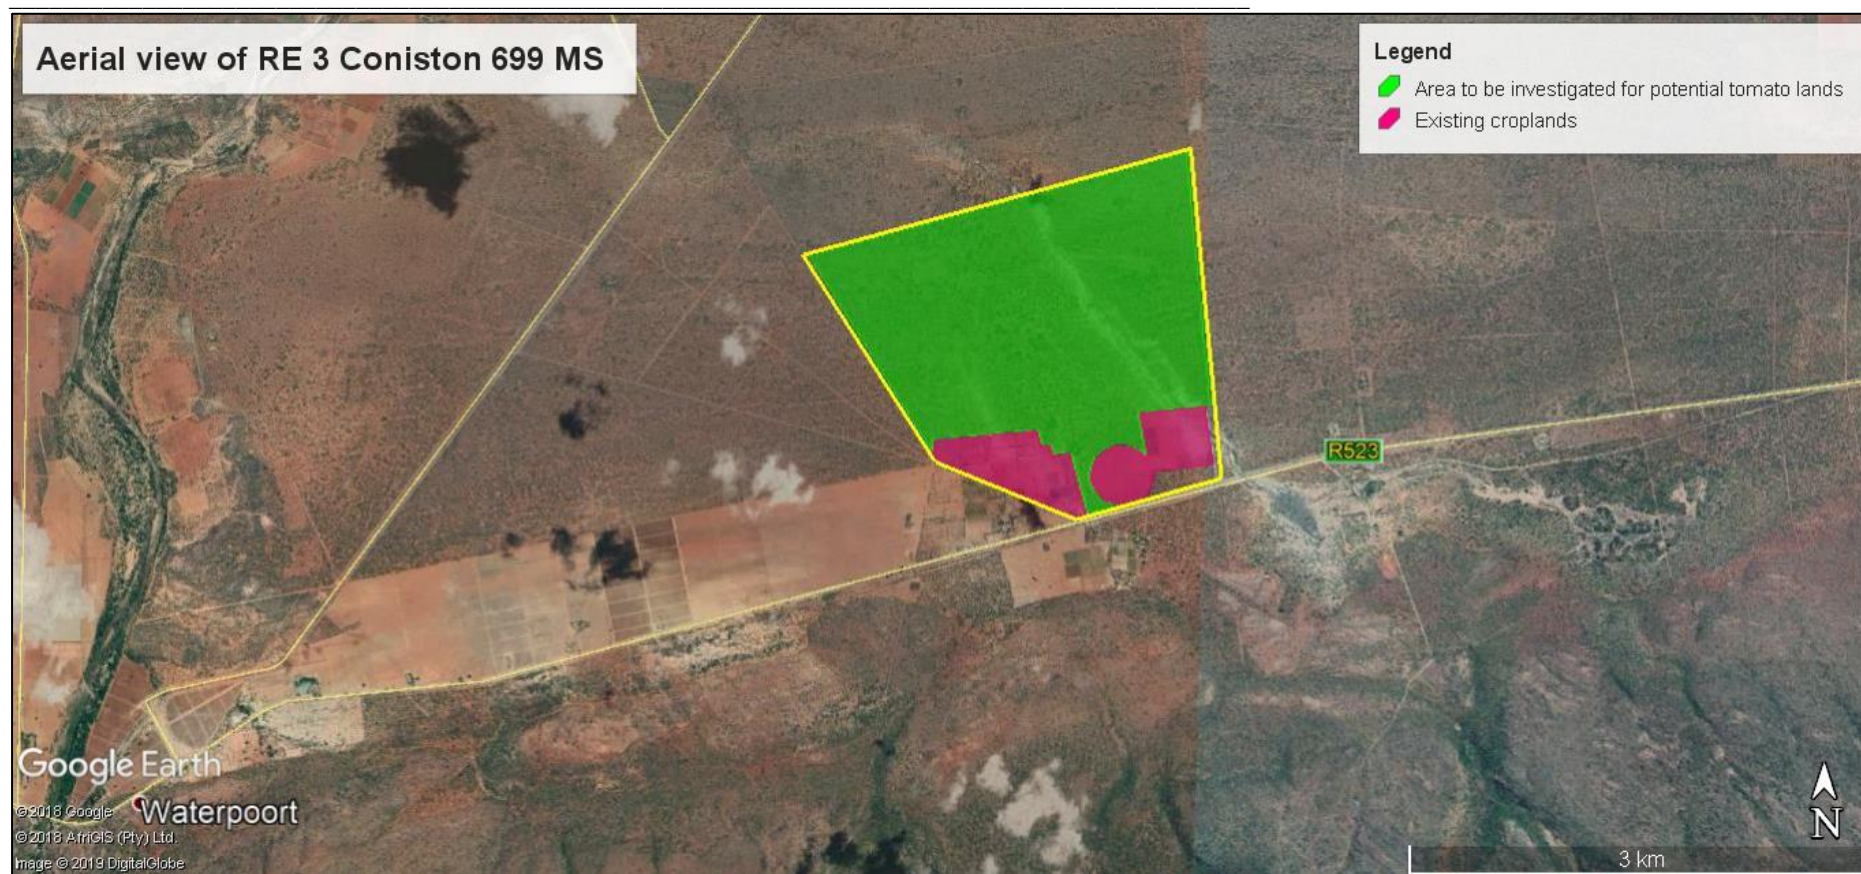 Aerial view of RE 3 Coniston 699 MS
Legend
Area to be investigated for potential tomato lands
Existing croplands
R523
Google Earth
Waterpoort
©2018 Google
©2018 AfriGIS (Pty) Ltd.
Image © 2019 DigitalGlobe
N
3 km